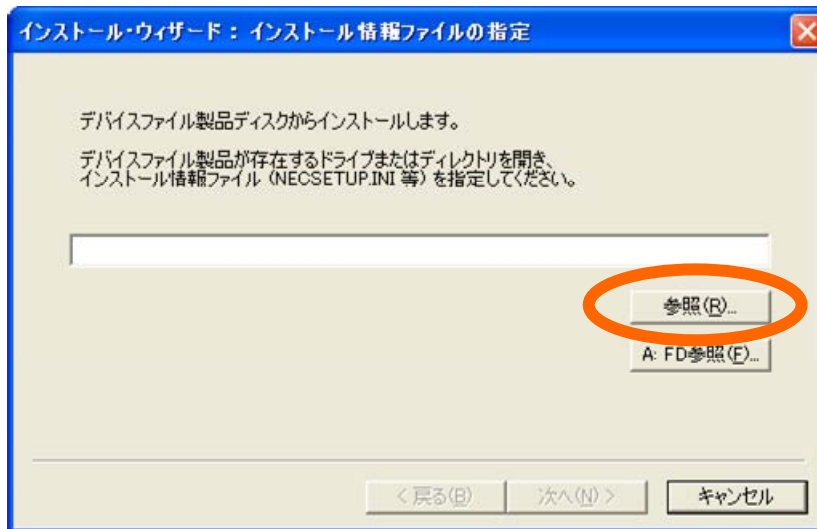 インストール・ウィザード : インストール情報ファイルの指定
デバイスファイル製品ディスクからインストールします。
デバイスファイル製品が存在するドライブまたはディレクトリを開き、
インストール情報ファイル (NECSETUP.INI 等) を指定してください。
参照(R)...
A: FD参照(F)...
< 戻る(B)
次へ(N) >
キャンセル